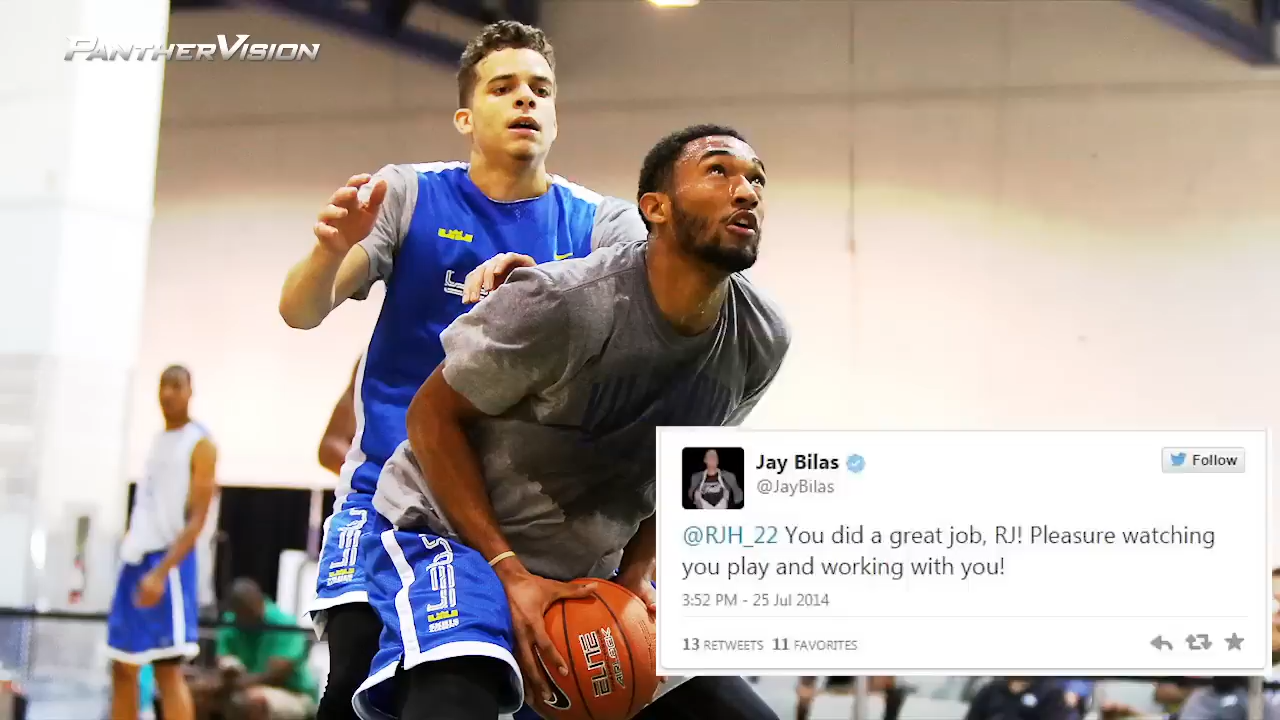 PANTHERVISION
Jay Bilas
@JayBilas
Follow
@RJH_22 You did a great job, RJ! Pleasure watching
you play and working with you!
3:52 PM - 25 Jul 2014
13 RETWEETS 11 FAVORITES
ELITE